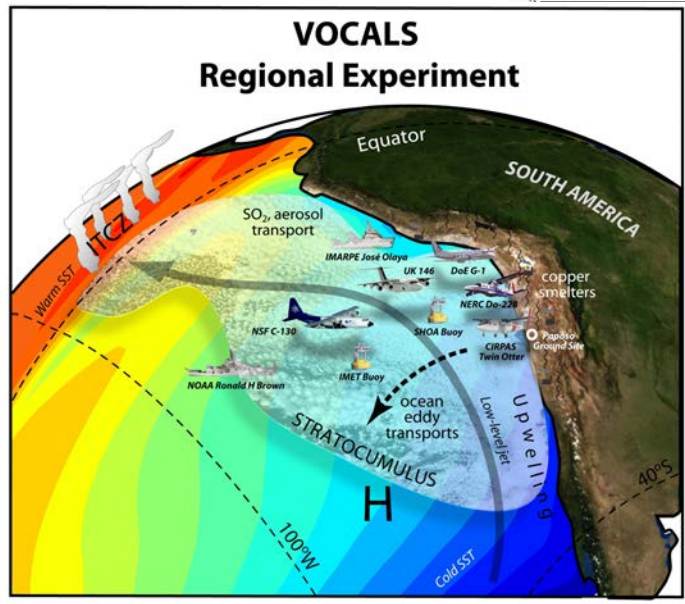 VOCALS
Regional Experiment
Equator
SOUTH AMERICA
SO2, aerosol
transport
ITCZ
Warm SST
IMARPE José Olaya
UK 146
DoE G-1
copper
smelters
NERC Do-228
NSF C-130
SHOA Buoy
CIRPAS
Twin Otter
Paposo
Ground Site
NOAA Ronald H Brown
IMET Buoy
ocean
eddy
transports
Low-level jet
Upwelling
STRATOCUMULUS
H
40°S
100°W
Cold SST